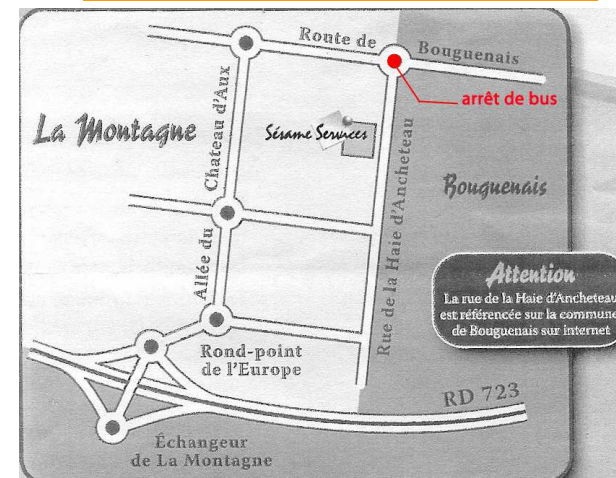 Route de Bouguenais
arrêt de bus
La Montagne
Allée du Chateau d'Aux
Sésame Services
Rue de la Haie d'Ancheteau
Bouguenais
Attention
La rue de la Haie d'Ancheteau
est référencée sur la commune
de Bouguenais sur internet
Rond-point
de l'Europe
RD 723
Échangeur
de La Montagne